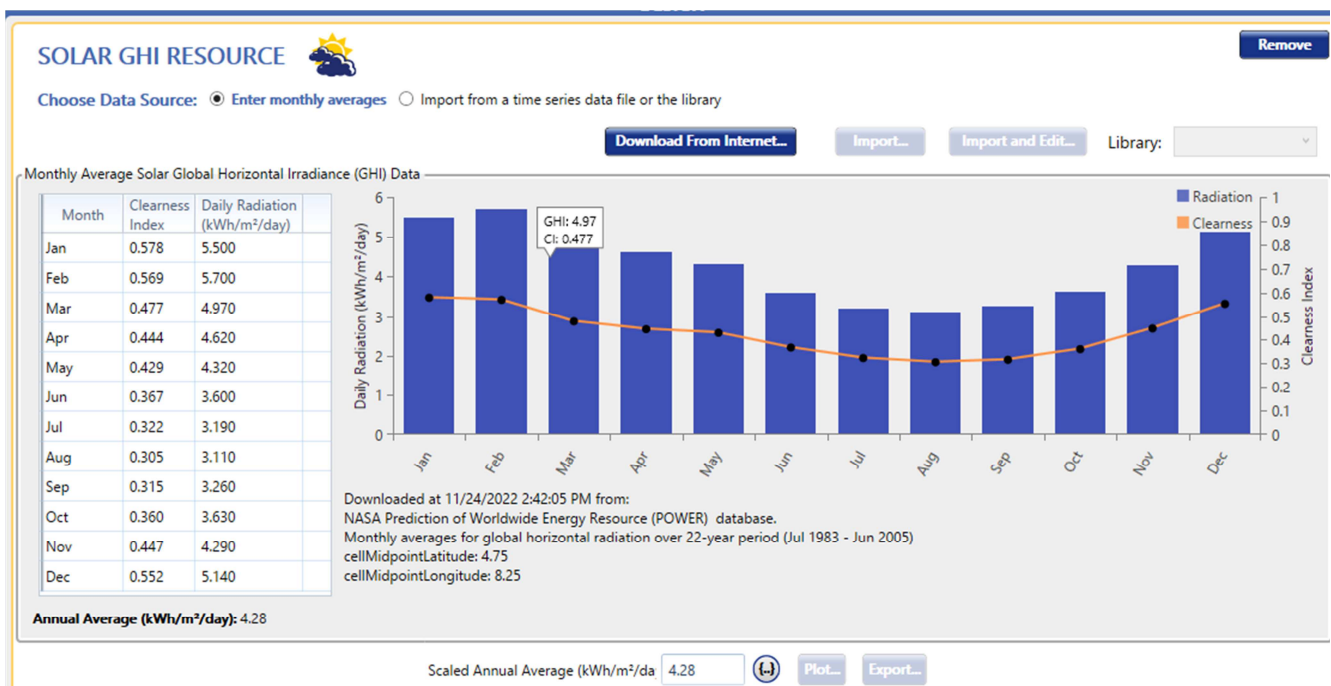 SOLAR GHI RESOURCE
Remove
Choose Data Source: Enter monthly averages Import from a time series data file or the library
Download From Internet... Import... Import and Edit... Library:
Monthly Average Solar Global Horizontal Irradiance (GHI) Data
Month Clearness Index Daily Radiation (kWh/m²/day)
Jan 0.578 5.500
Feb 0.569 5.700
Mar 0.477 4.970
Apr 0.444 4.620
May 0.429 4.320
Jun 0.367 3.600
Jul 0.322 3.190
Aug 0.305 3.110
Sep 0.315 3.260
Oct 0.360 3.630
Nov 0.447 4.290
Dec 0.552 5.140
Annual Average (kWh/m²/day): 4.28
Daily Radiation (kWh/m²/day)
6
5
4
3
2
1
0
GHI: 4.97
CI: 0.477
Radiation
Clearness
1
0.9
0.8
0.7
0.6
0.5
0.4
0.3
0.2
0.1
0
Clearness Index
Jan Feb Mar Apr May Jun Jul Aug Sep Oct Nov Dec
Downloaded at 11/24/2022 2:42:05 PM from:
NASA Prediction of Worldwide Energy Resource (POWER) database.
Monthly averages for global horizontal radiation over 22-year period (Jul 1983 - Jun 2005)
cellMidpointLatitude: 4.75
cellMidpointLongitude: 8.25
Scaled Annual Average (kWh/m²/da 4.28 {..} Plot... Export...